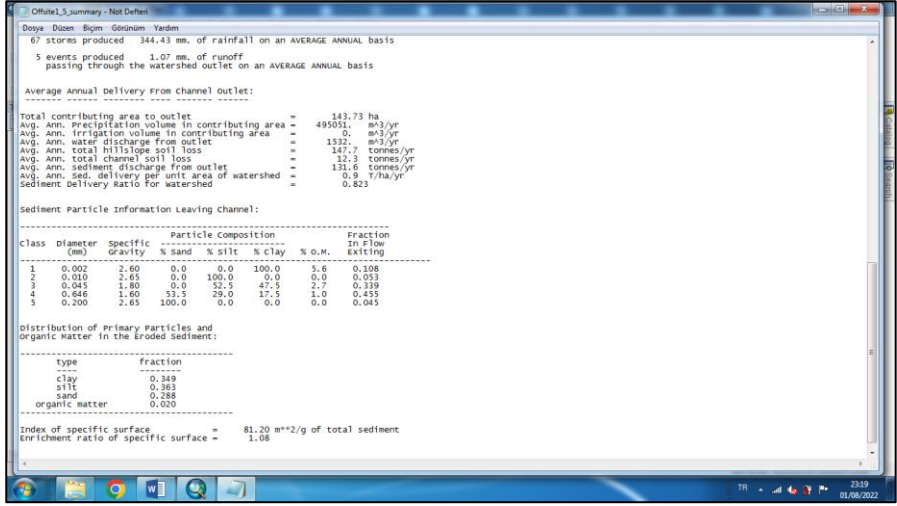 Offsite1_5_summary - Not Defteri
Dosya Düzen Biçim Görünüm Yardım
67 storms produced 344.43 mm. of rainfall on an AVERAGE ANNUAL basis
5 events produced 1.07 mm. of runoff
passing through the watershed outlet on an AVERAGE ANNUAL basis
Average Annual Delivery From Channel Outlet:
------- ------ -------- ---- ------- ------
Total contributing area to outlet = 143.73 ha
Avg. Ann. Precipitation volume in contributing area = 495051. m^3/yr
Avg. Ann. irrigation volume in contributing area = 0. m^3/yr
Avg. Ann. water discharge from outlet = 1532. m^3/yr
Avg. Ann. total hillslope soil loss = 147.7 tonnes/yr
Avg. Ann. total channel soil loss = 12.3 tonnes/yr
Avg. Ann. sediment discharge from outlet = 131.6 tonnes/yr
Avg. Ann. Sed. delivery per unit area of watershed = 0.9 T/ha/yr
Sediment Delivery Ratio for Watershed = 0.823
Sediment Particle Information Leaving Channel:
Particle Composition Fraction
Class Diameter Specific In Flow
(mm) Gravity % Sand % Silt % Clay % O.M. Exiting
1 0.002 2.60 0.0 0.0 100.0 5.6 0.108
2 0.010 2.65 0.0 100.0 0.0 0.0 0.053
3 0.045 1.80 0.0 52.5 47.5 2.7 0.339
4 0.646 1.60 53.5 29.0 17.5 1.0 0.455
5 0.200 2.65 100.0 0.0 0.0 0.0 0.045
Distribution of Primary Particles and
Organic Matter in the Eroded Sediment:
type fraction
---- --------
clay 0.349
silt 0.363
sand 0.288
organic matter 0.020
Index of specific surface = 81.20 m**2/g of total sediment
Enrichment ratio of specific surface = 1.08
Catalog
Search
TR
23:19
01/08/2022